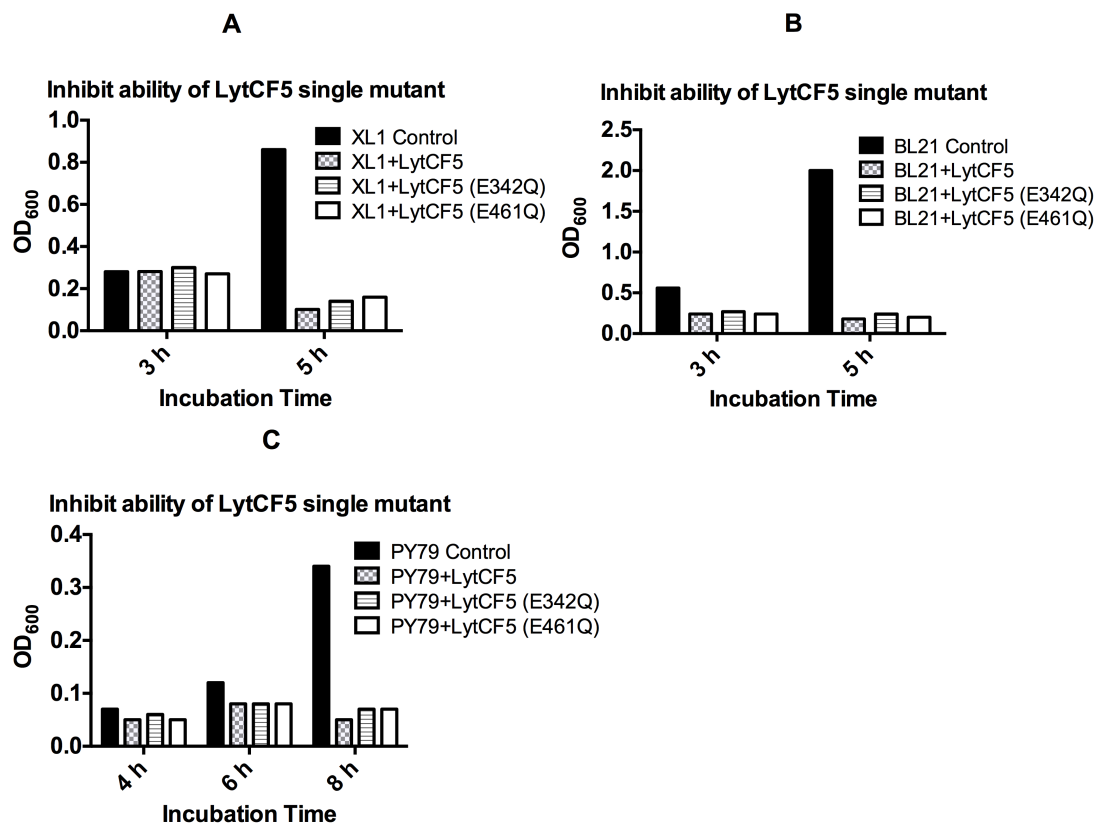 A
Inhibit ability of LytCF5 single mutant
1.0
0.8
0.6
0.4
0.2
0.0
OD600
XL1 Control
XL1+LytCF5
XL1+LytCF5 (E342Q)
XL1+LytCF5 (E461Q)
3 h
5 h
Incubation Time
B
Inhibit ability of LytCF5 single mutant
2.5
2.0
1.5
1.0
0.5
0.0
OD600
BL21 Control
BL21+LytCF5
BL21+LytCF5 (E342Q)
BL21+LytCF5 (E461Q)
3 h
5 h
Incubation Time
C
Inhibit ability of LytCF5 single mutant
0.4
0.3
0.2
0.1
0.0
OD600
PY79 Control
PY79+LytCF5
PY79+LytCF5 (E342Q)
PY79+LytCF5 (E461Q)
4 h
6 h
8 h
Incubation Time